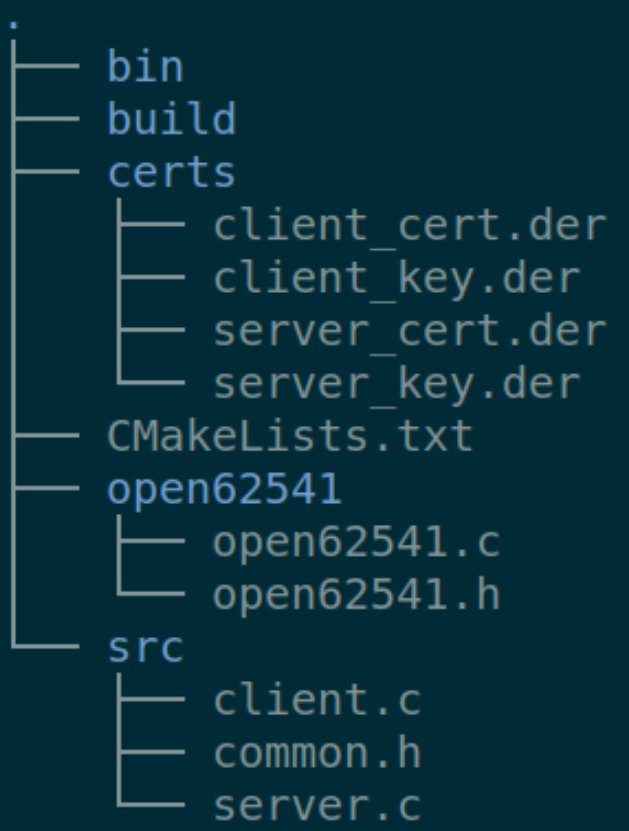 .
bin
build
certs
client_cert.der
client_key.der
server_cert.der
server_key.der
CMakeLists.txt
open62541
open62541.c
open62541.h
src
client.c
common.h
server.c